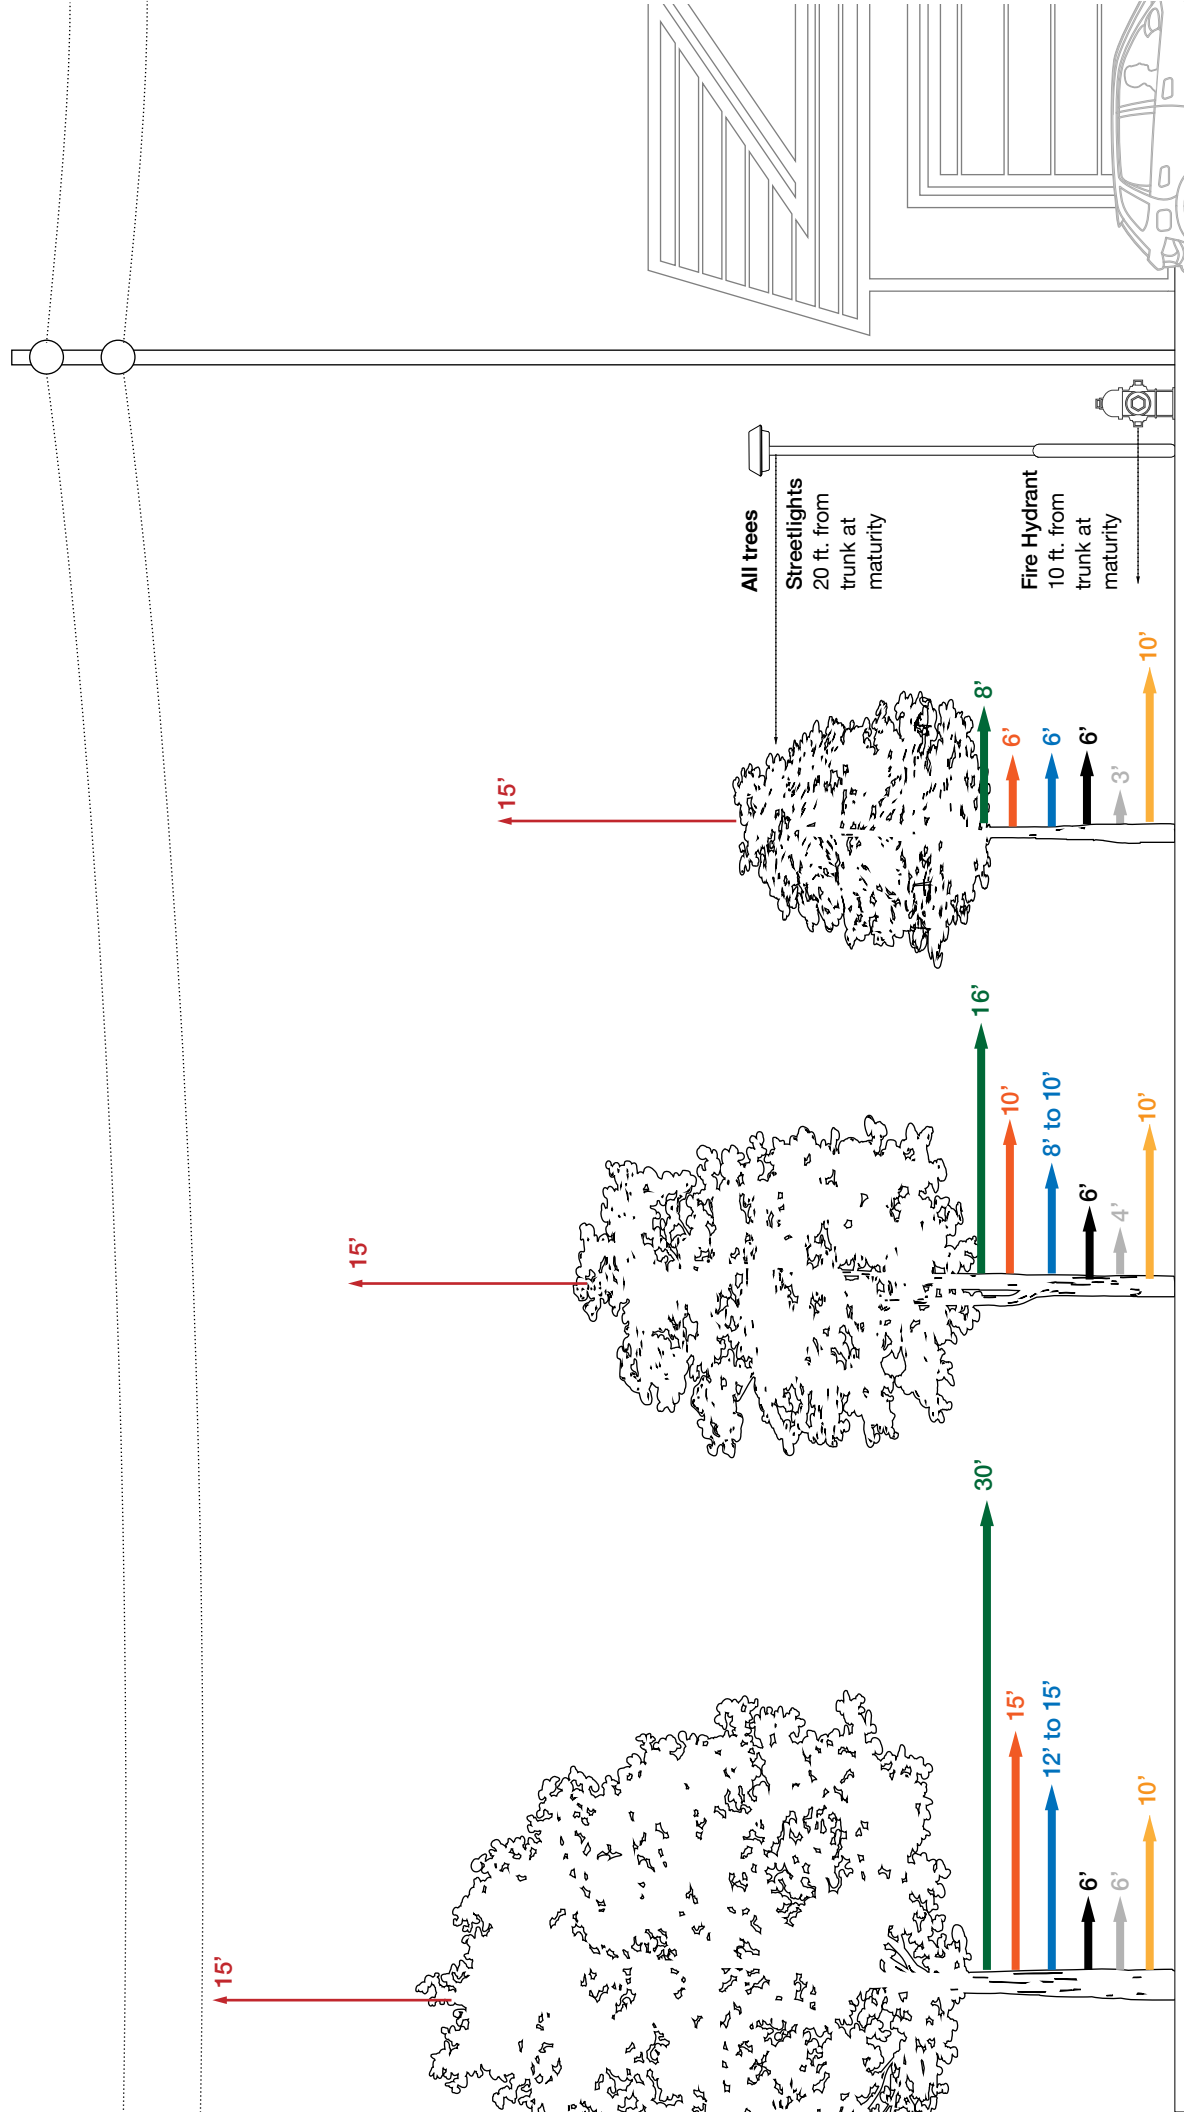 15’
30’
15’
12’ to 15’
6’
6’
10’
15’
16’
10’
8’ to 10’
6’
4’
10’
15’
8’
6’
6’
6’
3’
10’
All trees
Streetlights
20 ft. from
trunk at
maturity
Fire Hydrant
10 ft. from
trunk at
maturity